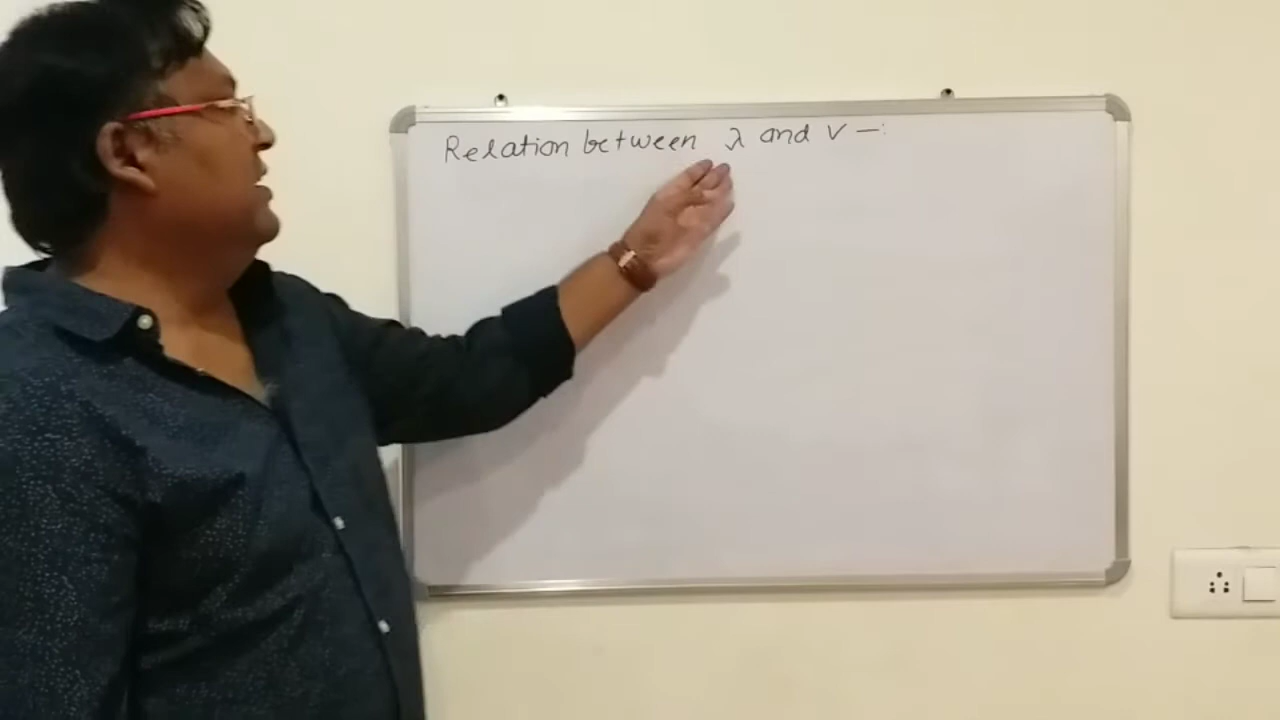 Relation between λ and v -: